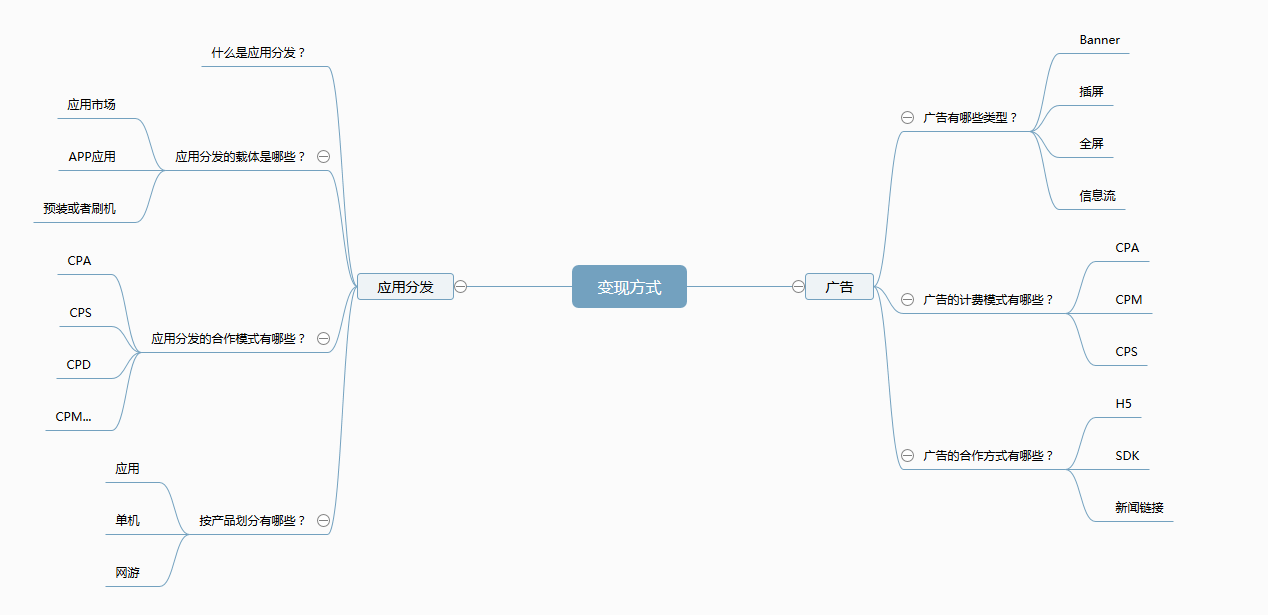 变现方式
应用分发
什么是应用分发？
应用分发的载体是哪些？
应用市场
APP应用
预装或者刷机
应用分发的合作模式有哪些？
CPA
CPS
CPD
CPM...
按产品划分有哪些？
应用
单机
网游
广告
广告有哪些类型？
Banner
插屏
全屏
信息流
广告的计费模式有哪些？
CPA
CPM
CPS
广告的合作方式有哪些？
H5
SDK
新闻链接